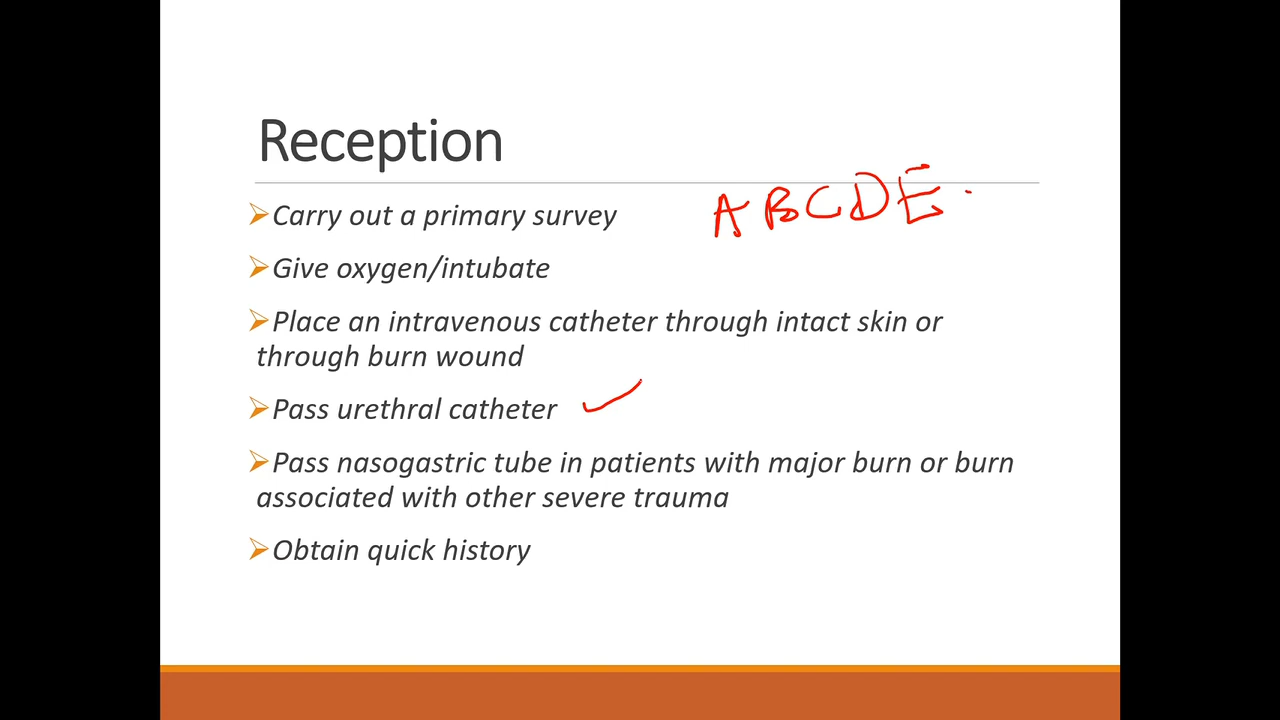 Reception
A B C D E
Carry out a primary survey
Give oxygen/intubate
Place an intravenous catheter through intact skin or
through burn wound
Pass urethral catheter
Pass nasogastric tube in patients with major burn or burn
associated with other severe trauma
Obtain quick history